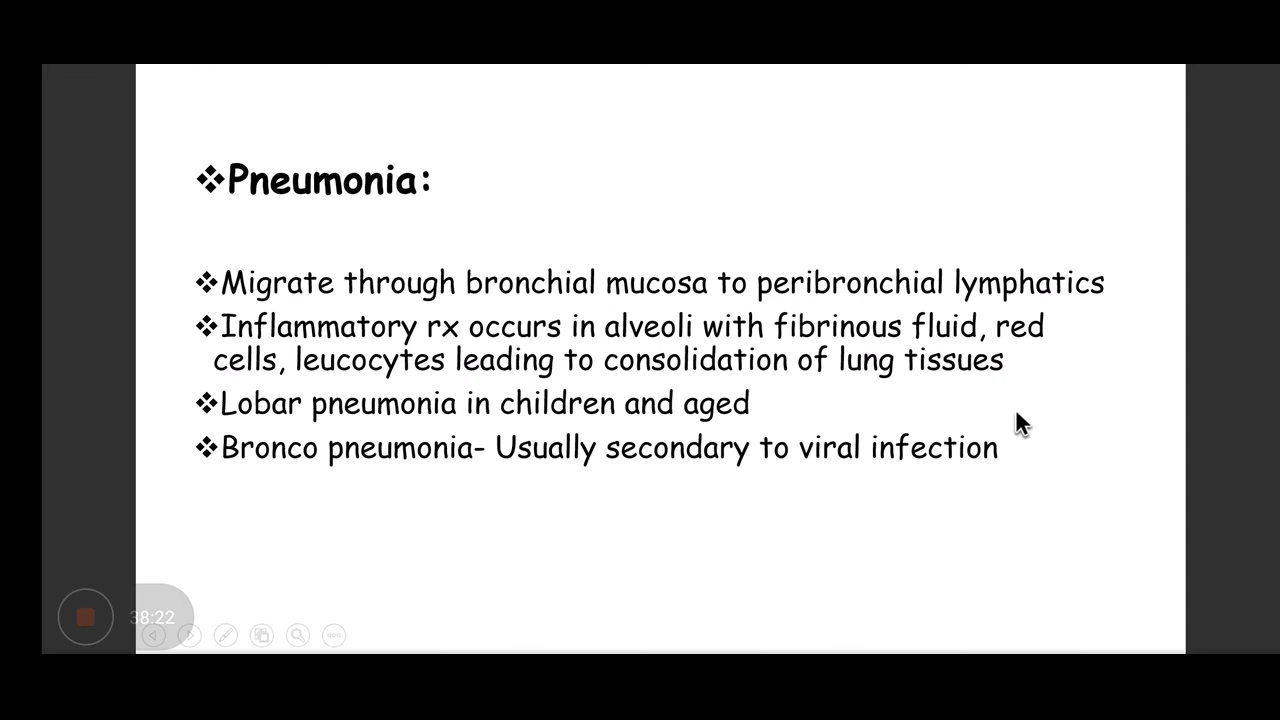 ❖Pneumonia:
❖Migrate through bronchial mucosa to peribronchial lymphatics
❖Inflammatory rx occurs in alveoli with fibrinous fluid, red
cells, leucocytes leading to consolidation of lung tissues
❖Lobar pneumonia in children and aged
❖Bronco pneumonia- Usually secondary to viral infection
38:22